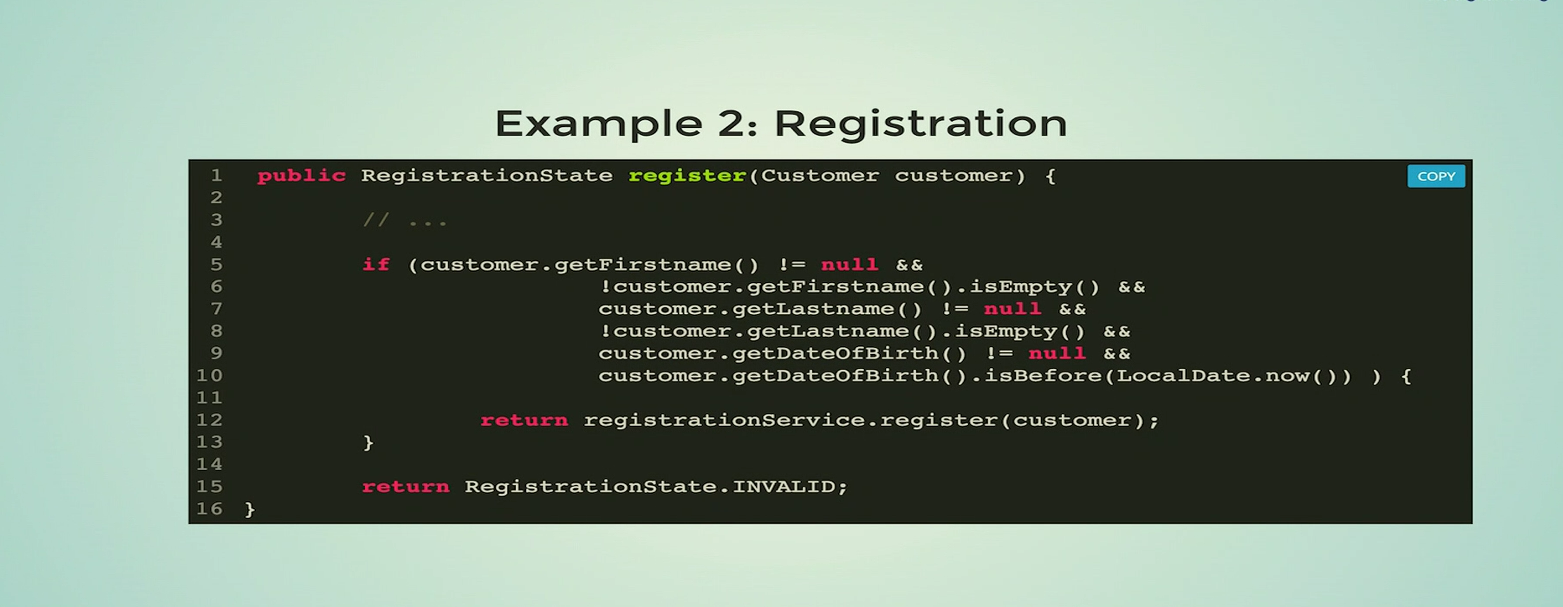 Example 2: Registration
COPY
1 public RegistrationState register(Customer customer) {
2
3 // ...
4
5 if (customer.getFirstname() != null &&
6 !customer.getFirstname().isEmpty() &&
7 customer.getLastname() != null &&
8 !customer.getLastname().isEmpty() &&
9 customer.getDateOfBirth() != null &&
10 customer.getDateOfBirth().isBefore(LocalDate.now()) ) {
11
12 return registrationService.register(customer);
13 }
14
15 return RegistrationState.INVALID;
16 }